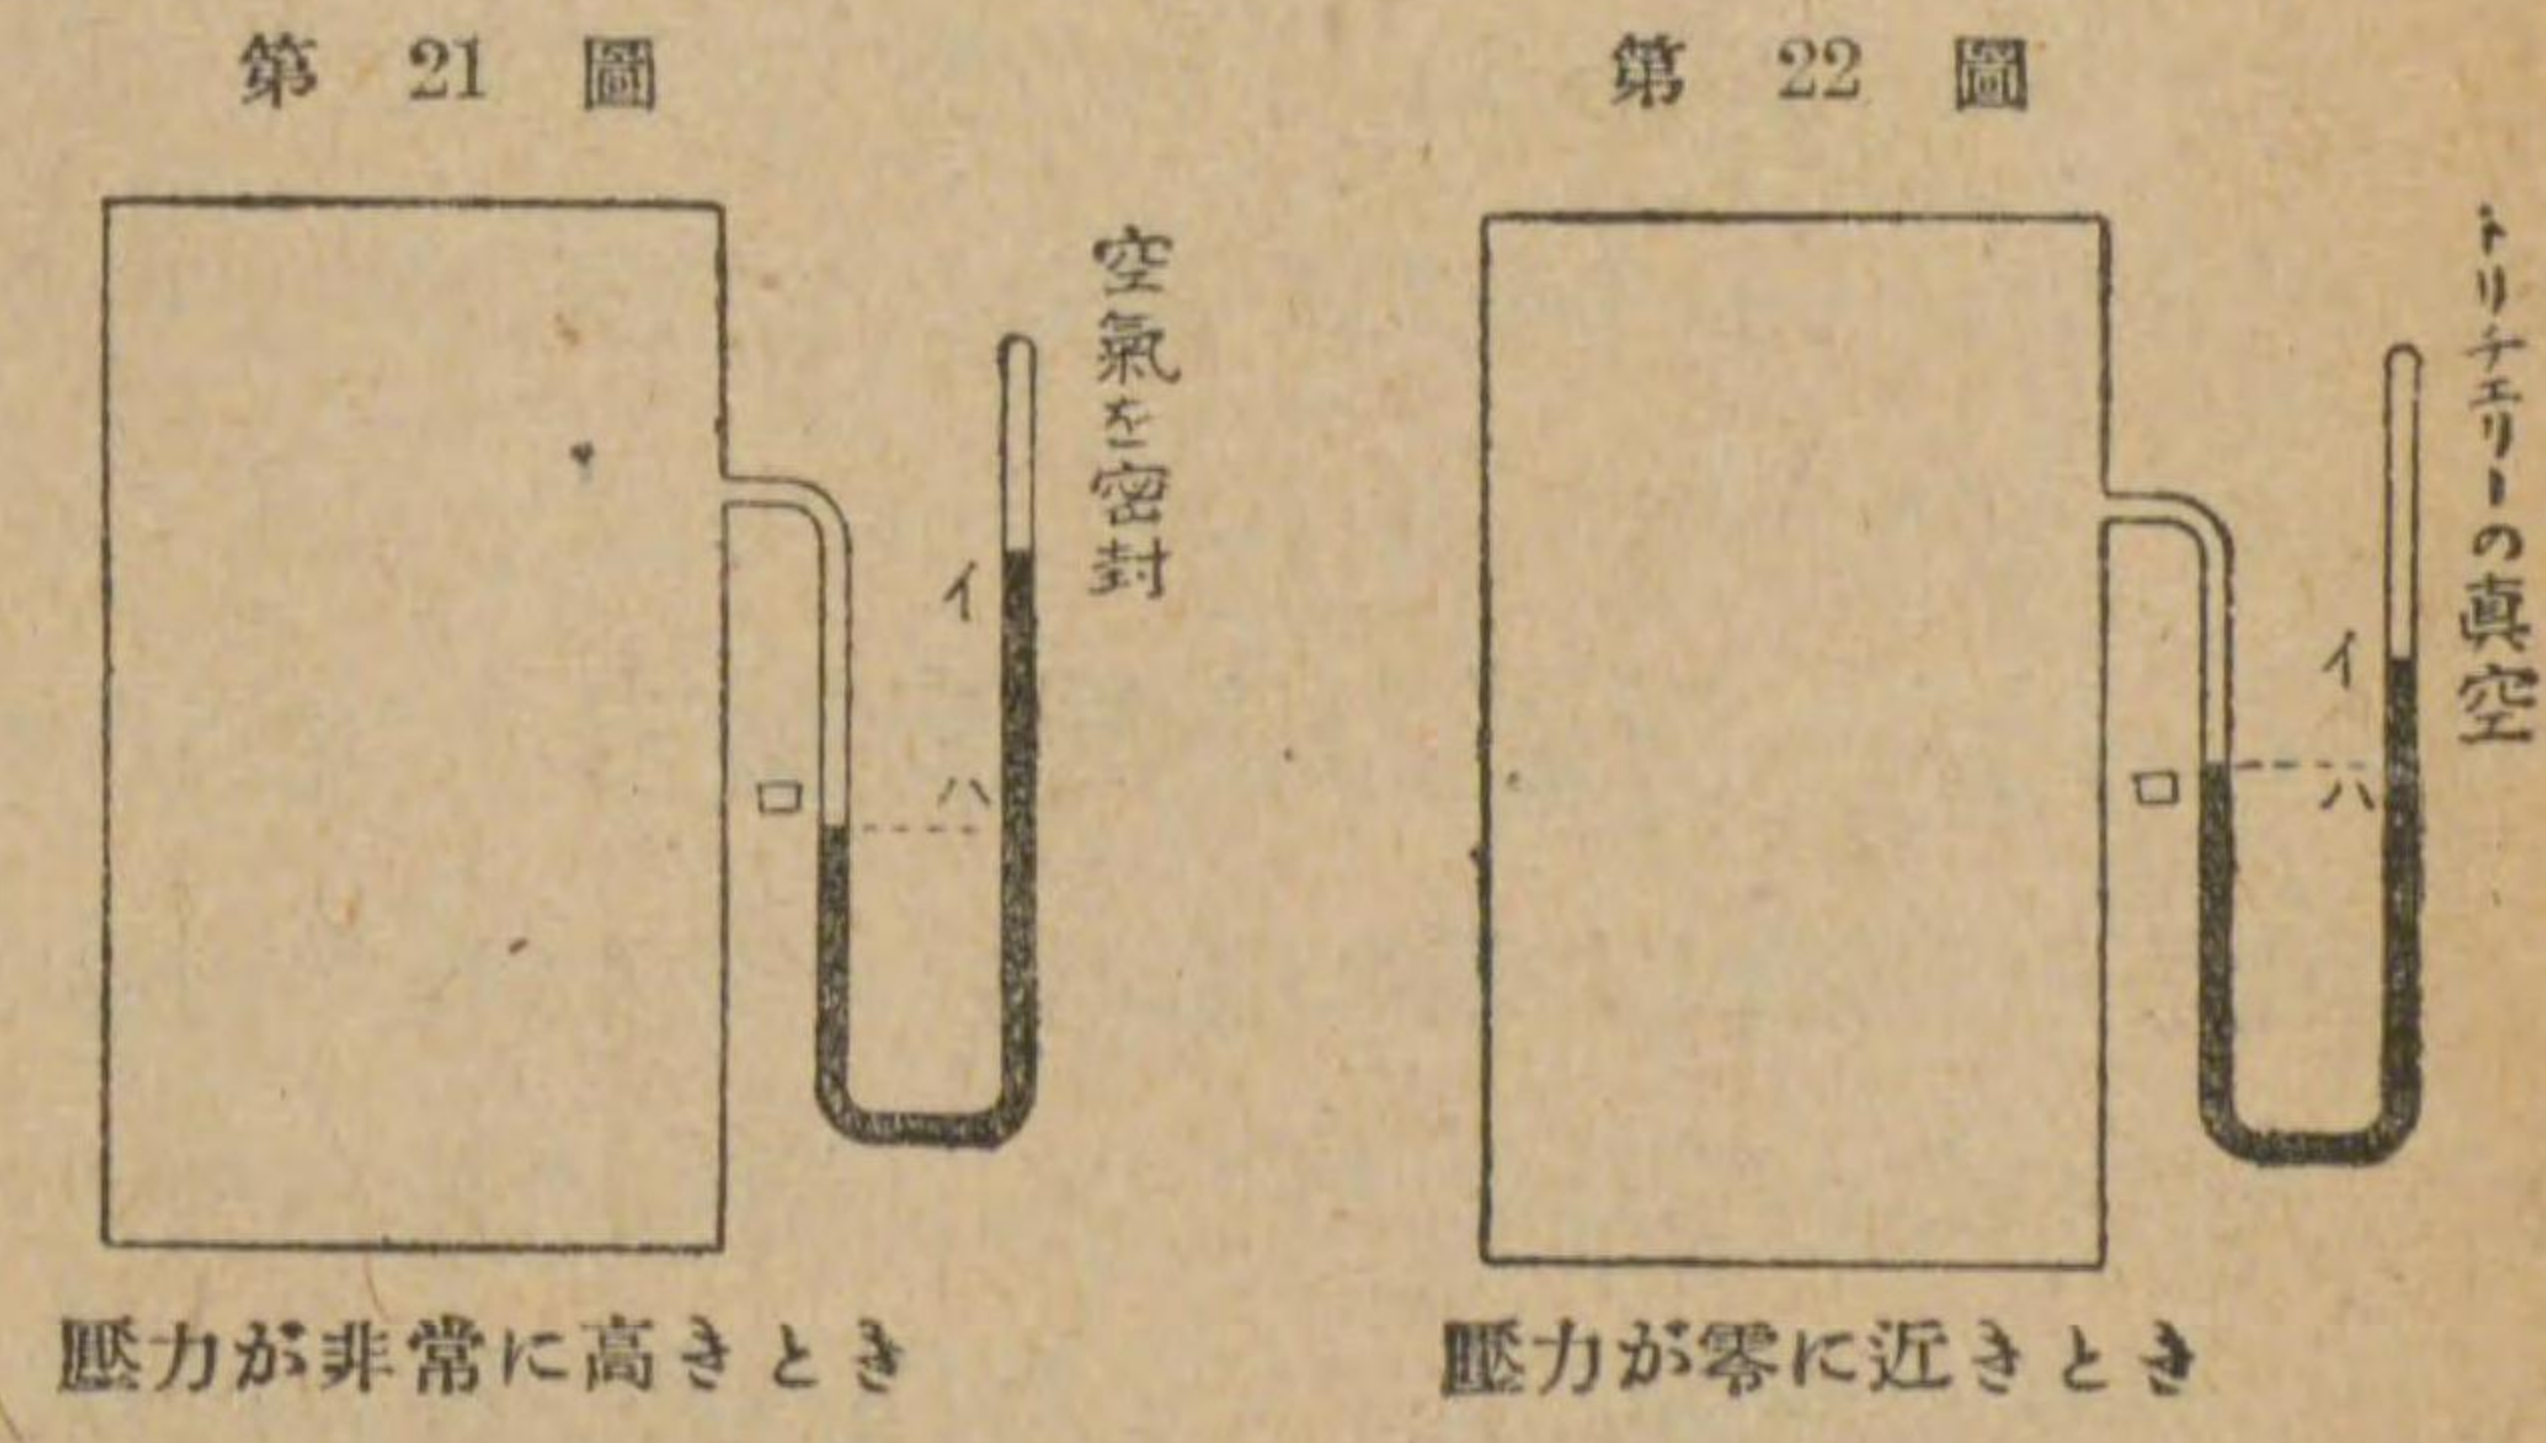 第 21 圖
空氣を密封
イ
ロ
ハ
壓力が非常に高きとき
第 22 圖
トリチェリーの真空
イ
ロ
ハ
壓力が零に近きとき